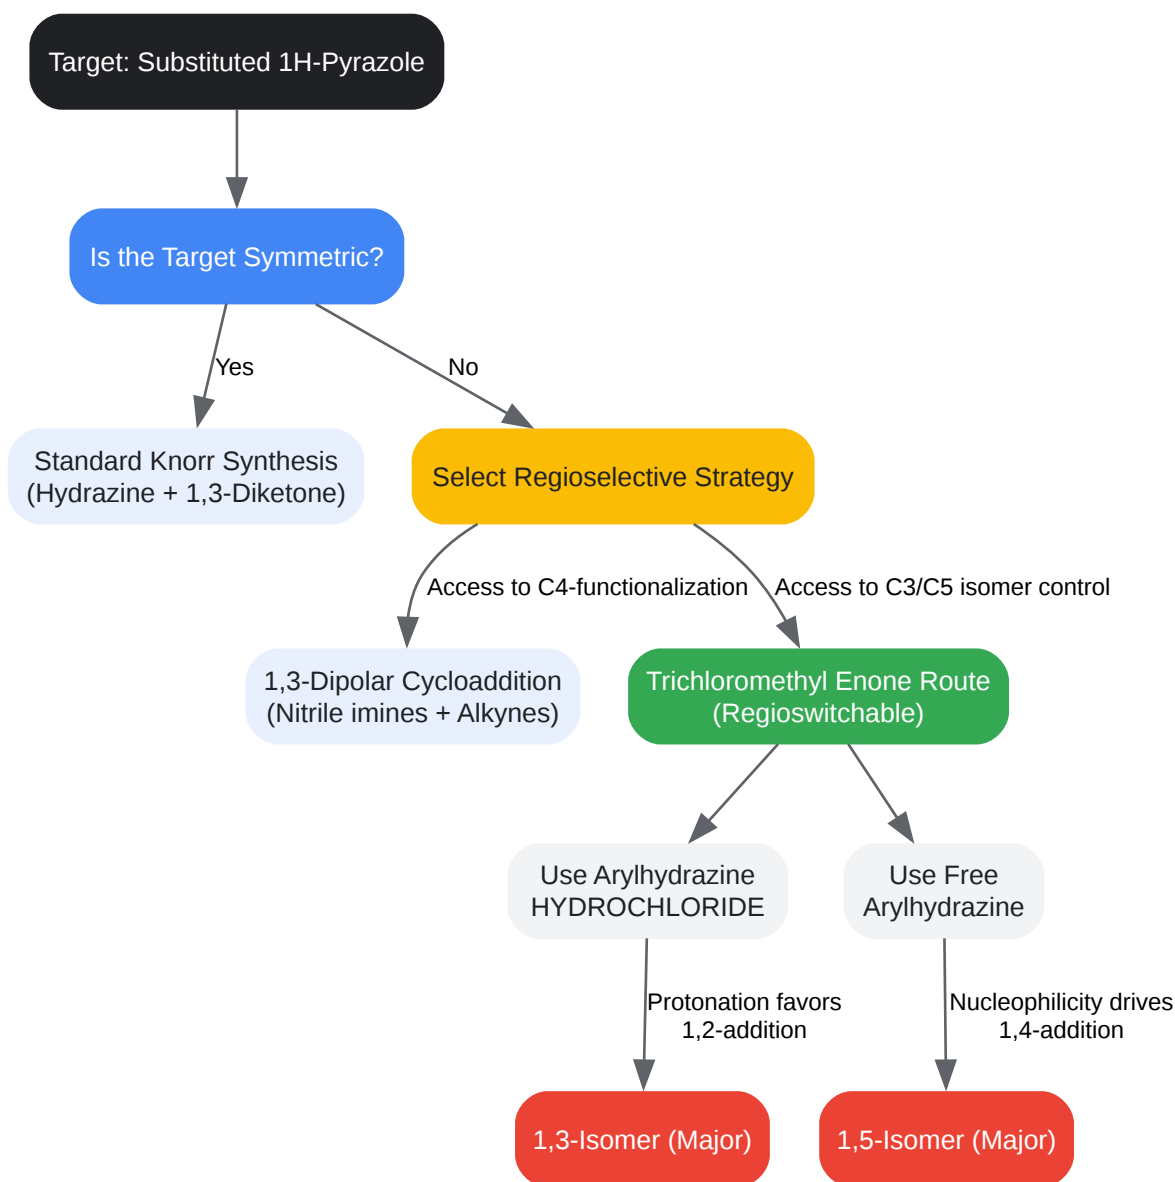 Target: Substituted 1H-Pyrazole
Is the Target Symmetric?
Yes
No
Standard Knorr Synthesis
(Hydrazine + 1,3-Diketone)
Select Regioselective Strategy
Access to C4-functionalization
Access to C3/C5 isomer control
1,3-Dipolar Cycloaddition
(Nitrile imines + Alkynes)
Trichloromethyl Enone Route
(Regioswitchable)
Use Arylhydrazine
HYDROCHLORIDE
Use Free
Arylhydrazine
Protonation favors
1,2-addition
Nucleophilicity drives
1,4-addition
1,3-Isomer (Major)
1,5-Isomer (Major)